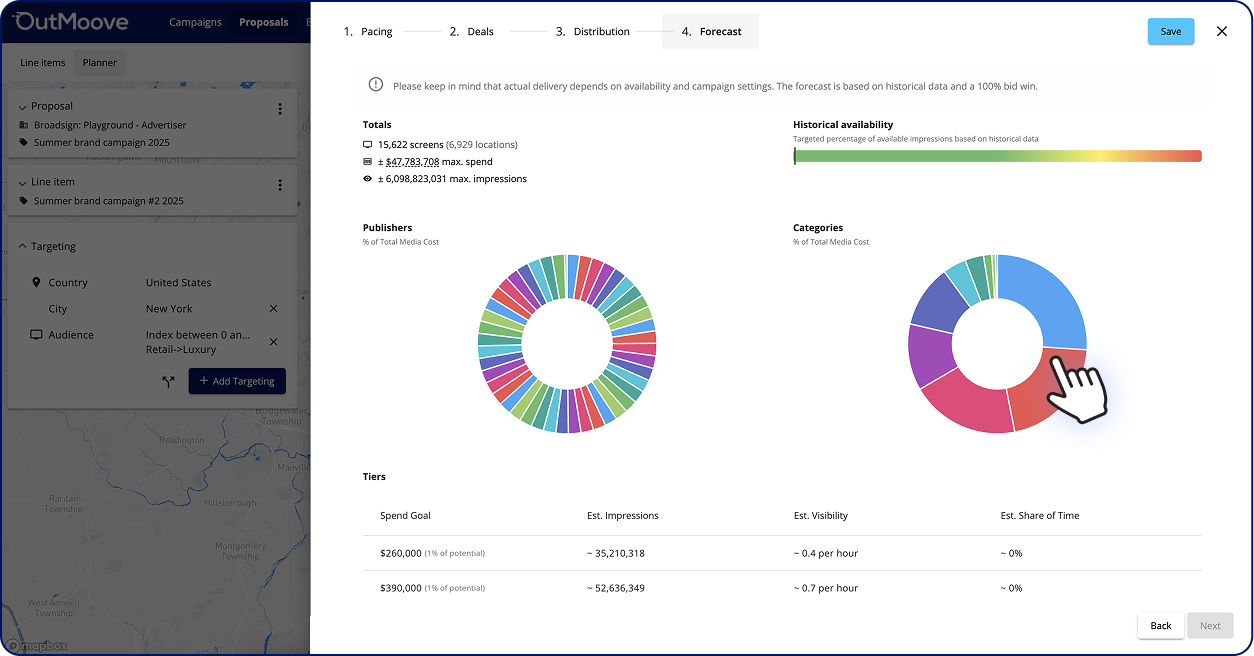 OutMoove
Campaigns
Proposals
Line items
Planner
Proposal
Broadsign: Playground - Advertiser
Summer brand campaign 2025
Mount Olive
Line item
Summer brand campaign #2 2025
Targeting
Country
United States
City
New York
Audience
Index between 0 an...
Retail->Luxury
+ Add Targeting
Bridgewater
Township
Readington
Manville
Raritan
Township
Hillsborough
Montgomery
Township
West Amwell
Township
mapbox
1. Pacing
2. Deals
3. Distribution
4. Forecast
Save
Please keep in mind that actual delivery depends on availability and campaign settings. The forecast is based on historical data and a 100% bid win.
Totals
15,622 screens (6,929 locations)
± $47,783,708 max. spend
± 6,098,823,031 max. impressions
Historical availability
Targeted percentage of available impressions based on historical data
Publishers
% of Total Media Cost
Categories
% of Total Media Cost
Tiers
Spend Goal Est. Impressions Est. Visibility Est. Share of Time
$260,000 (1% of potential) ~ 35,210,318 ~ 0.4 per hour ~ 0%
$390,000 (1% of potential) ~ 52,636,349 ~ 0.7 per hour ~ 0%
Back
Next